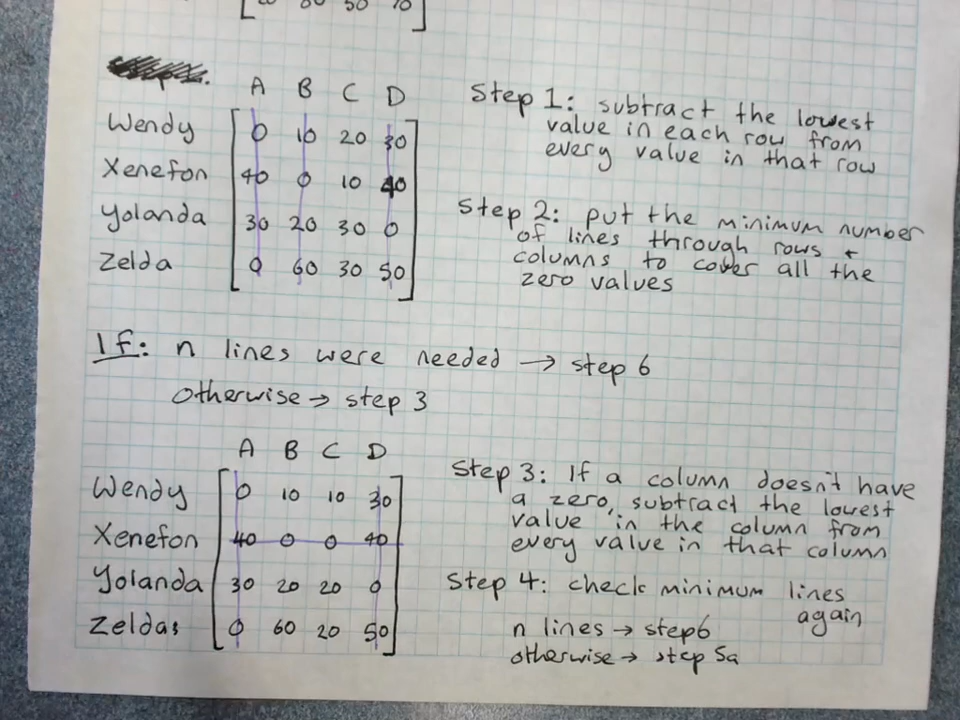 50 70
A B C D
Wendy 0 10 20 30
Xenefon 40 0 10 40
Yolanda 30 20 30 0
Zelda 0 60 30 50
Step 1: subtract the lowest
value in each row from
every value in that row
Step 2: put the minimum number
of lines through rows +
columns to cover all the
zero values
If: n lines were needed → step 6
otherwise → step 3
A B C D
Wendy 0 10 10 30
Xenefon 40 0 0 40
Yolanda 30 20 20 0
Zeldas 0 60 20 50
Step 3: If a column doesn't have
a zero, subtract the lowest
value in the column from
every value in that column
Step 4: check minimum lines
again
n lines → step6
otherwise → step 5a